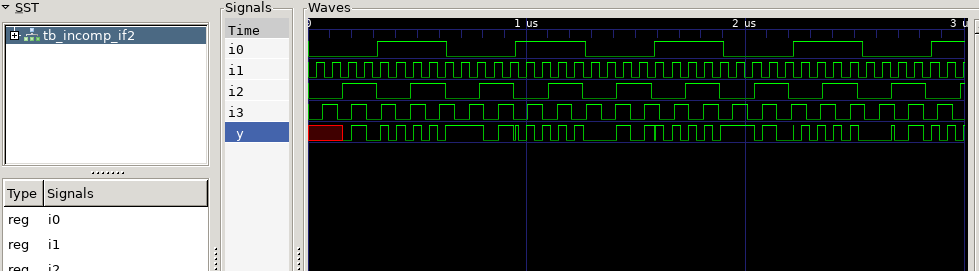 SST
tb_incomp_if2
Type Signals
reg i0
reg i1
reg i2
Signals
Time
i0
i1
i2
i3
y
Waves
0 1 us 2 us 3 u